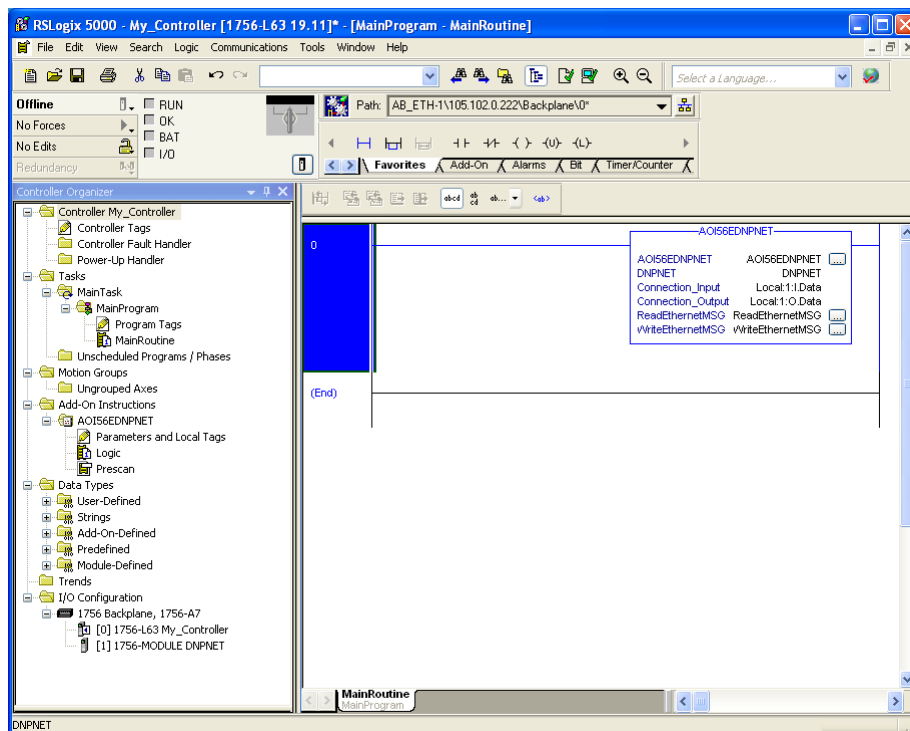 RSLogix 5000 - My_Controller [1756-L63 19.11]* - [MainProgram - MainRoutine]
File Edit View Search Logic Communications Tools Window Help
Select a Language...
Offline
RUN
No Forces
OK
No Edits
BAT
Redundancy
I/O
Path: AB_ETH-1\105.102.0.222\Backplane\0*
Favorites Add-On Alarms Bit Timer/Counter
Controller Organizer
Controller My_Controller
Controller Tags
Controller Fault Handler
Power-Up Handler
Tasks
MainTask
MainProgram
Program Tags
MainRoutine
Unscheduled Programs / Phases
Motion Groups
Ungrouped Axes
Add-On Instructions
AOI56EDNPNET
Parameters and Local Tags
Logic
Prescan
Data Types
User-Defined
Strings
Add-On-Defined
Predefined
Module-Defined
Trends
I/O Configuration
1756 Backplane, 1756-A7
[0] 1756-L63 My_Controller
[1] 1756-MODULE DNPNET
0
AOI56EDNPNET
AOI56EDNPNET AOI56EDNPNET ...
DNPNET DNPNET
Connection_Input Local:1:I.Data
Connection_Output Local:1:O.Data
ReadEthernetMSG ReadEthernetMSG ...
WriteEthernetMSG WriteEthernetMSG ...
(End)
MainRoutine
MainProgram
DNPNET